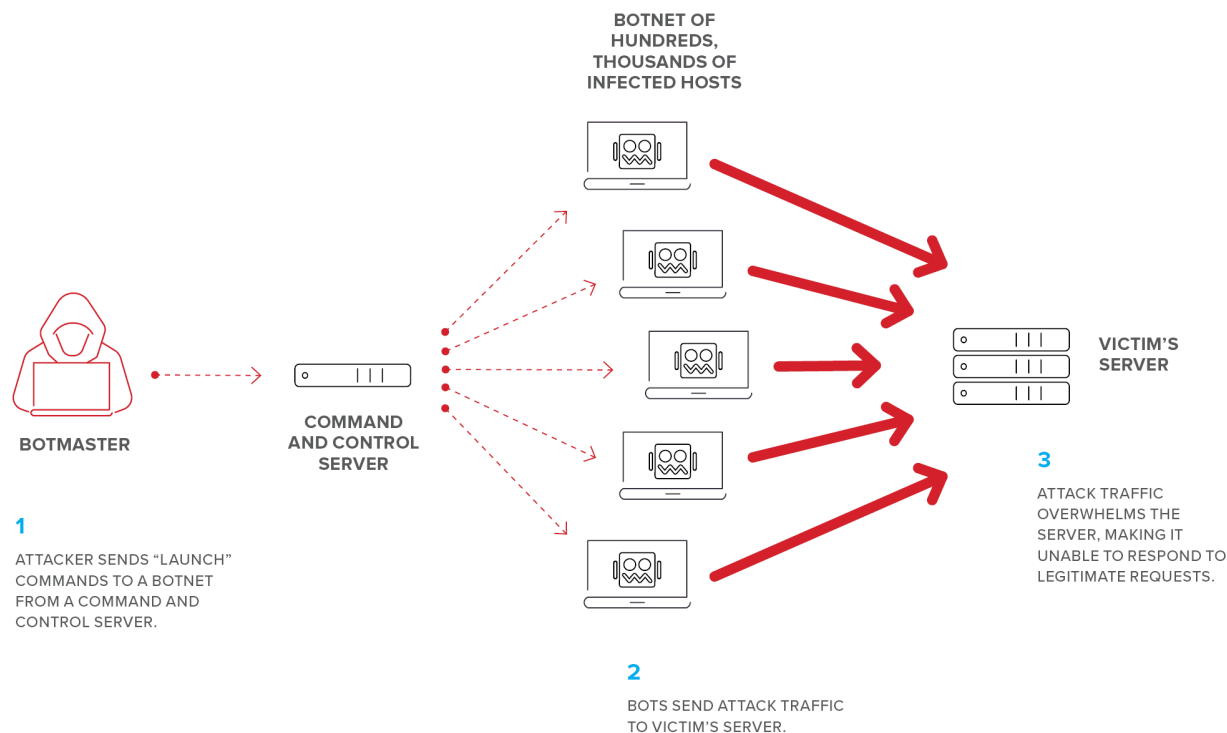 BOTNET OF
HUNDREDS,
THOUSANDS OF
INFECTED HOSTS
BOTMASTER
COMMAND
AND CONTROL
SERVER
VICTIM'S
SERVER
1
ATTACKER SENDS “LAUNCH”
COMMANDS TO A BOTNET
FROM A COMMAND AND
CONTROL SERVER.
2
BOTS SEND ATTACK TRAFFIC
TO VICTIM'S SERVER.
3
ATTACK TRAFFIC
OVERWHELMS THE
SERVER, MAKING IT
UNABLE TO RESPOND TO
LEGITIMATE REQUESTS.